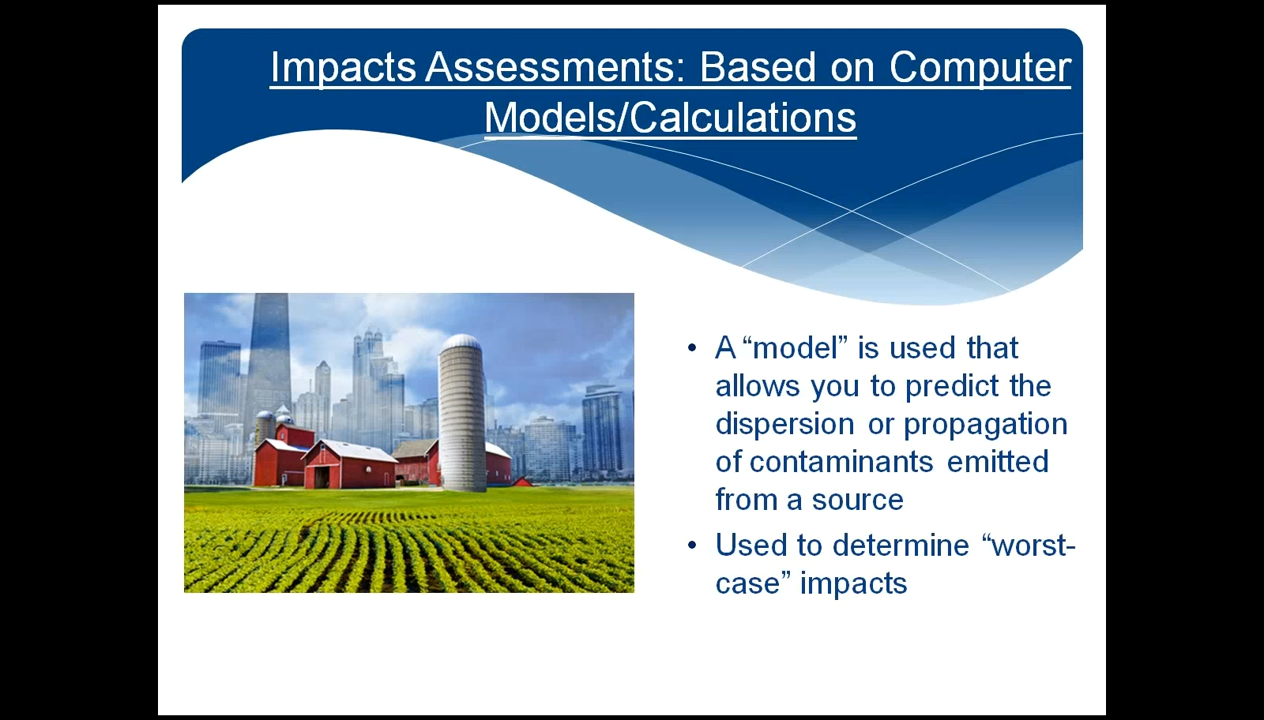 Impacts Assessments: Based on Computer
Models/Calculations
• A “model” is used that
allows you to predict the
dispersion or propagation
of contaminants emitted
from a source
• Used to determine “worst-
case” impacts